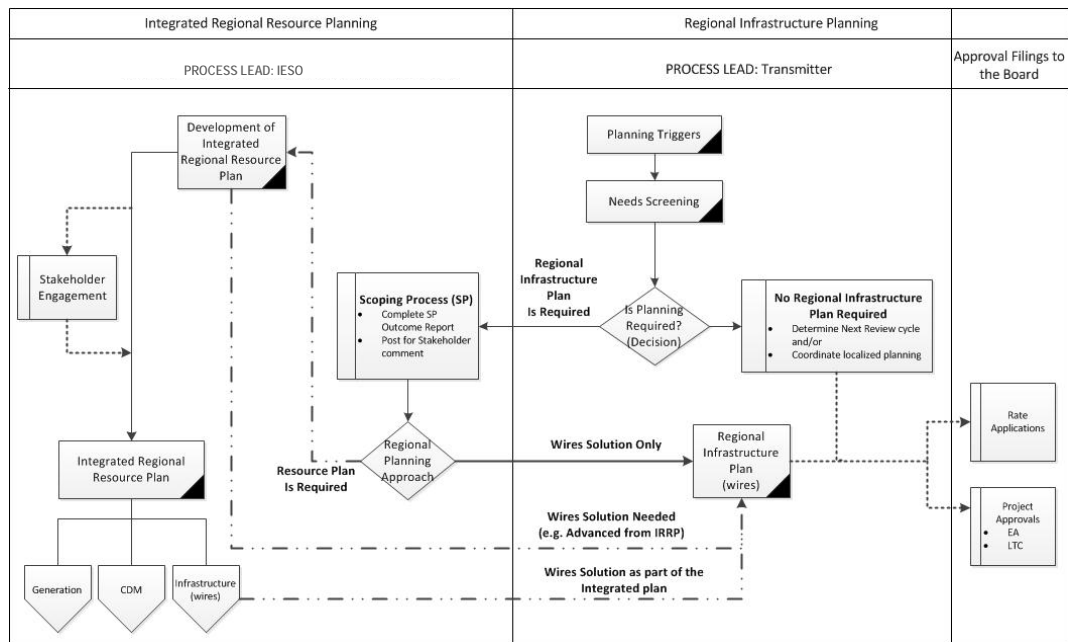 Integrated Regional Resource Planning
Regional Infrastructure Planning
PROCESS LEAD: IESO
PROCESS LEAD: Transmitter
Approval Filings to
the Board
Development of
Integrated
Regional Resource
Plan
Planning Triggers
Needs Screening
Stakeholder
Engagement
Regional
Infrastructure
Plan
Is Required
Scoping Process (SP)
• Complete SP
Outcome Report
• Post for Stakeholder
comment
Is Planning
Required?
(Decision)
No Regional Infrastructure
Plan Required
• Determine Next Review cycle
and/or
• Coordinate localized planning
Rate
Applications
Integrated Regional
Resource Plan
Resource Plan
Is Required
Regional
Planning
Approach
Wires Solution Only
Regional
Infrastructure
Plan
(wires)
Project
Approvals
• EA
• LTC
Wires Solution Needed
(e.g. Advanced from IRRP)
Generation
CDM
Infrastructure
(wires)
Wires Solution as part of the
Integrated plan